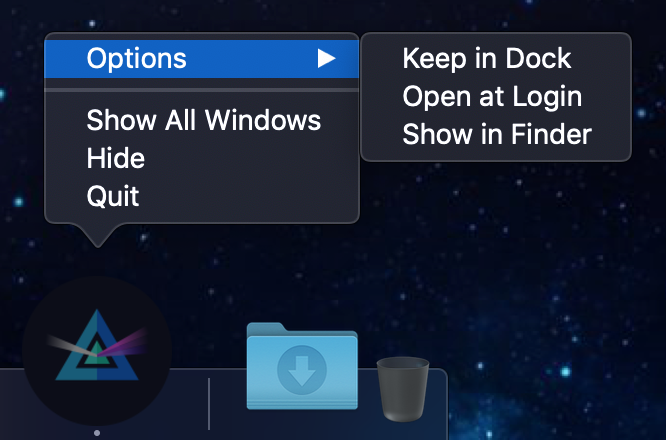 Options
Show All Windows
Hide
Quit
Keep in Dock
Open at Login
Show in Finder